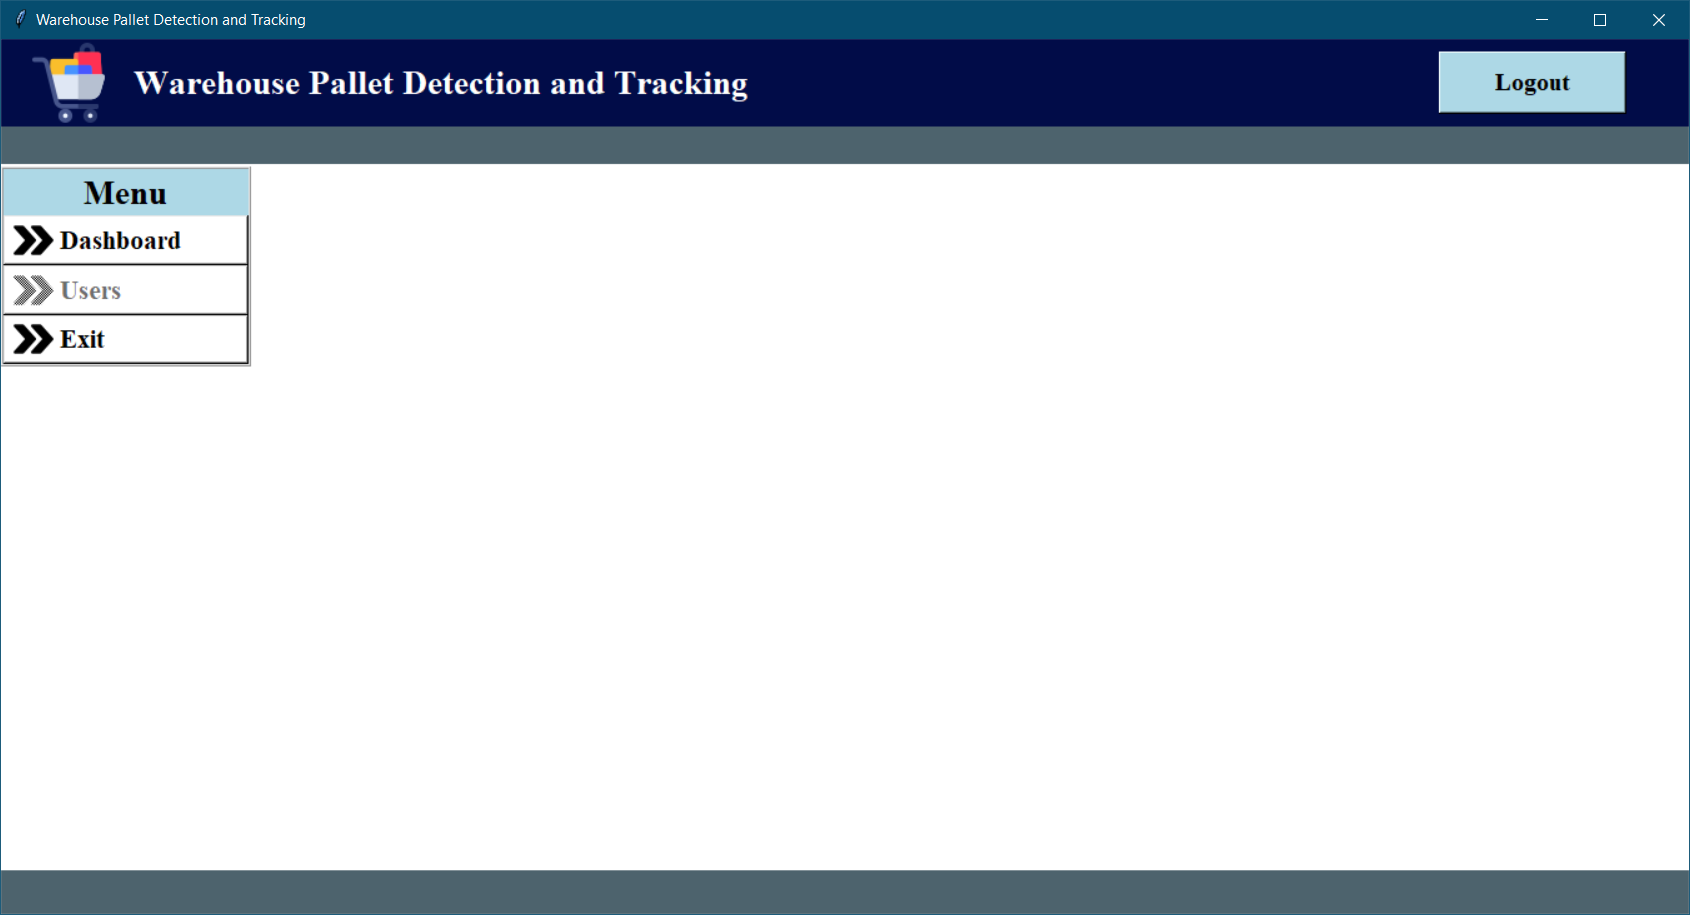 Warehouse Pallet Detection and Tracking
Warehouse Pallet Detection and Tracking
Logout
Menu
Dashboard
Users
Exit